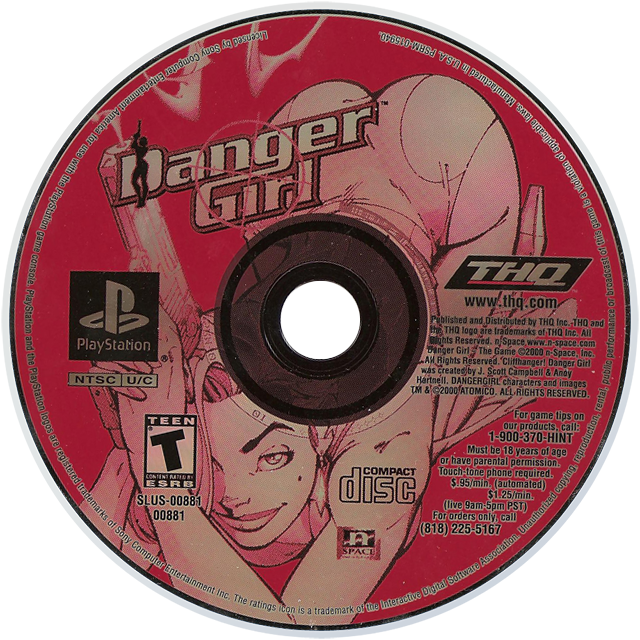 Licensed by Sony Computer Entertainment America for use with the PlayStation game console. PlayStation and the PlayStation logos are registered trademarks of Sony Computer Entertainment Inc. The ratings icon is a trademark of the Interactive Digital Software Association. Unauthorized copying, reproduction, rental, public performance or broadcast of this game is a violation of applicable laws. Manufactured in U.S.A. PSRM-015940.
Danger™
Girl
PlayStation®
NTSC U/C
TEEN
T
CONTENT RATED BY
ESRB
SLUS-00881
00881
THQ
www.thq.com
Published and Distributed by THQ Inc. THQ and
the THQ logo are trademarks of THQ Inc. All
Rights Reserved. n-Space www.n-space.com
Danger Girl - The Game ©2000 n-Space, Inc.
All Rights Reserved. Cliffhanger! Danger Girl
was created by J. Scott Campbell & Andy
Hartnell. DANGERGIRL characters and images
TM & ©2000 ATOMICO. ALL RIGHTS RESERVED.
For game tips on
our products, call:
1-900-370-HINT
Must be 18 years of age
or have parental permission.
Touch-tone phone required.
$.95/min. (automated)
$1.25/min.
(live 9am-5pm PST)
For orders only, call
(818) 225-5167
COMPACT
disc
n
SPACE